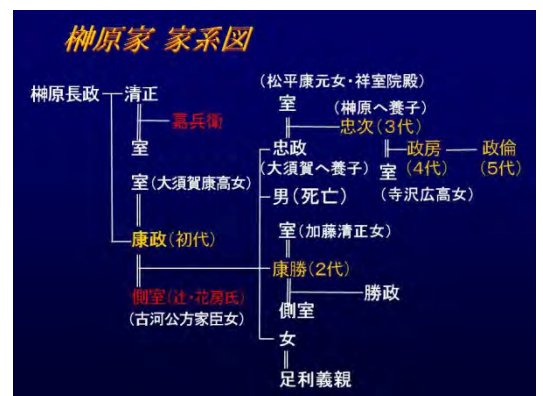 榊原家 家系図
(松平康元女・祥室院殿)
榊原長政
清正
室
(榊原へ養子)
嘉兵衛
忠次(3代)
室
忠政
政房
政倫
(大須賀へ養子)
室
(4代)
(5代)
室(大須賀康高女)
男(死亡)
(寺沢広高女)
室(加藤清正女)
康政(初代)
康勝(2代)
側室(辻・花房氏)
勝政
(古河公方家臣女)
側室
女
足利義親